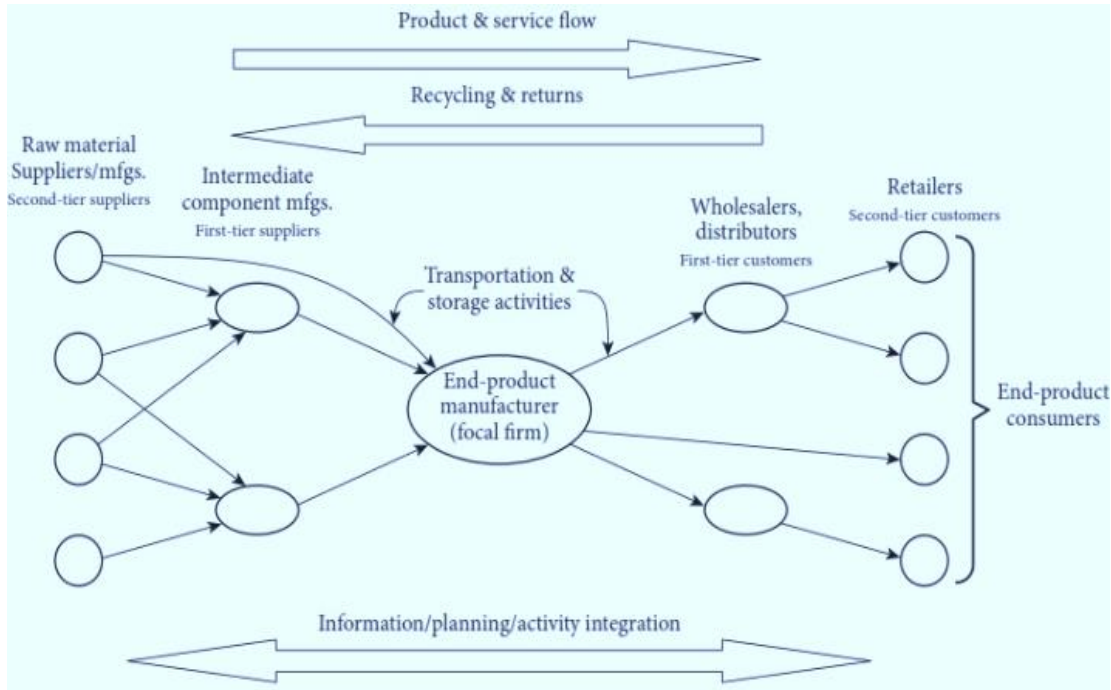 Product & service flow
Recycling & returns
Raw material
Suppliers/mfgs.
Second-tier suppliers
Intermediate
component mfgs.
First-tier suppliers
Transportation &
storage activities
End-product
manufacturer
(focal firm)
Wholesalers,
distributors
First-tier customers
Retailers
Second-tier customers
End-product
consumers
Information/planning/activity integration